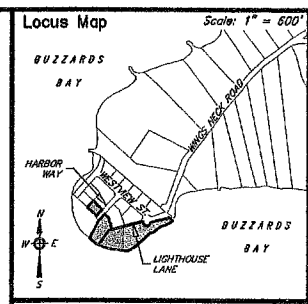 Locus Map
Scale: 1" = 600'
BUZZARDS
BAY
WINGS NECK ROAD
HARBOR
WAY
WESTVIEW ST.
BUZZARDS
BAY
LIGHTHOUSE
LANE
N
W
E
S